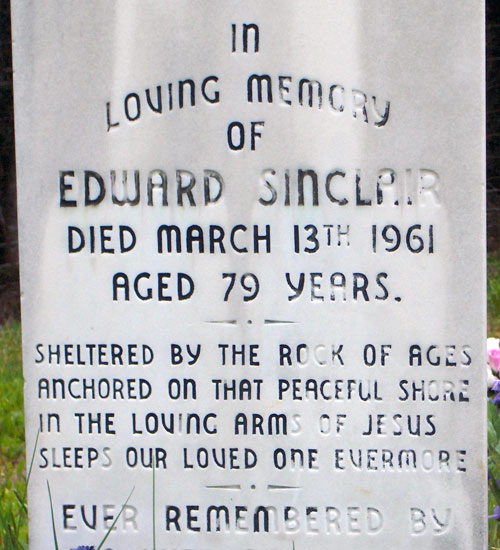 IN
LOVING MEMORY
OF
EDWARD SINCLAIR
DIED MARCH 13TH 1961
AGED 79 YEARS.
SHELTERED BY THE ROCK OF AGES
ANCHORED ON THAT PEACEFUL SHORE
IN THE LOVING ARMS OF JESUS
SLEEPS OUR LOVED ONE EVERMORE
EVER REMEMBERED BY